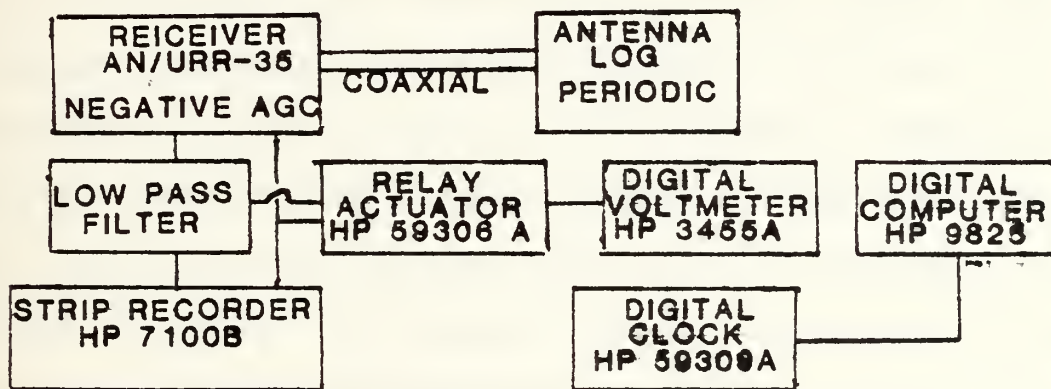 REICEIVER
AN/URR-35
NEGATIVE AGC
COAXIAL
ANTENNA
LOG
PERIODIC
LOW PASS
FILTER
RELAY
ACTUATOR
HP 59306 A
DIGITAL
VOLTMETER
HP 3455A
DIGITAL
COMPUTER
HP 9825
STRIP RECORDER
HP 7100B
DIGITAL
CLOCK
HP 59309A